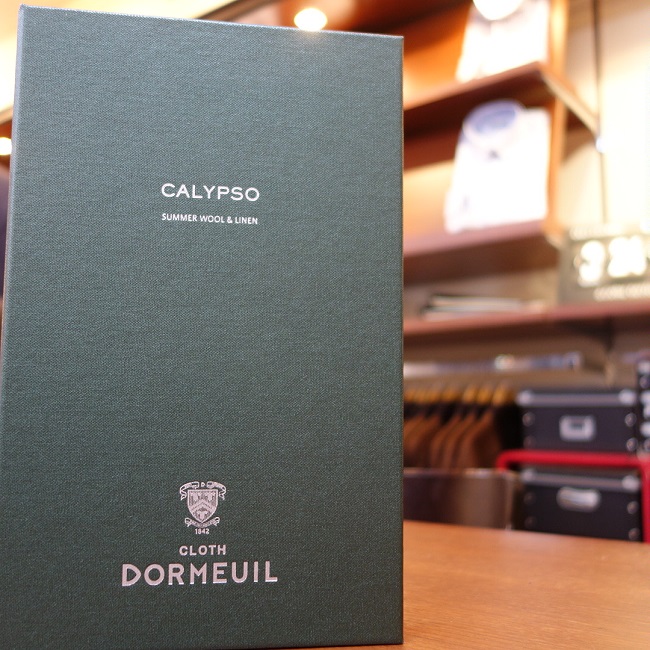 CALYPSO
SUMMER WOOL & LINEN
1842
CLOTH
DORMEUIL